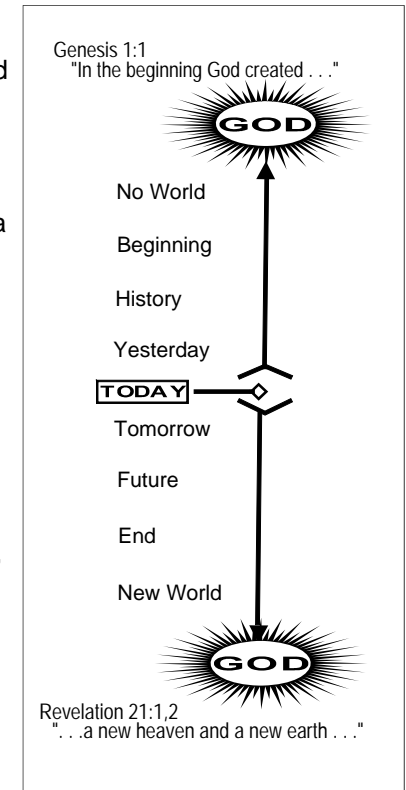 Genesis 1:1
"In the beginning God created . . ."
GOD
No World
Beginning
History
Yesterday
TODAY
Tomorrow
Future
End
New World
GOD
Revelation 21:1,2
". . .a new heaven and a new earth . . ."